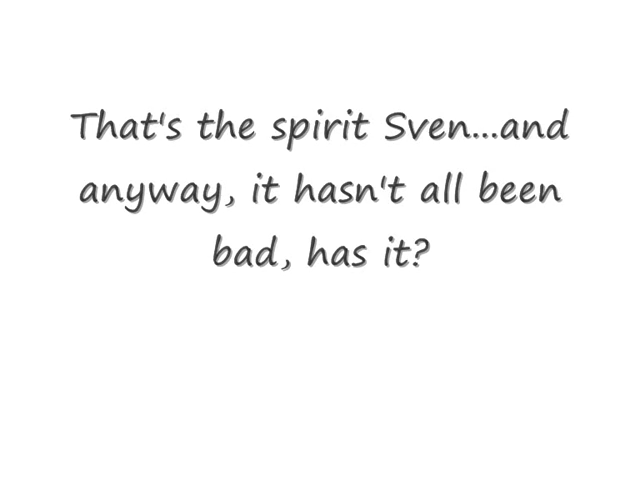 That's the spirit Sven...and
anyway, it hasn't all been
bad, has it?